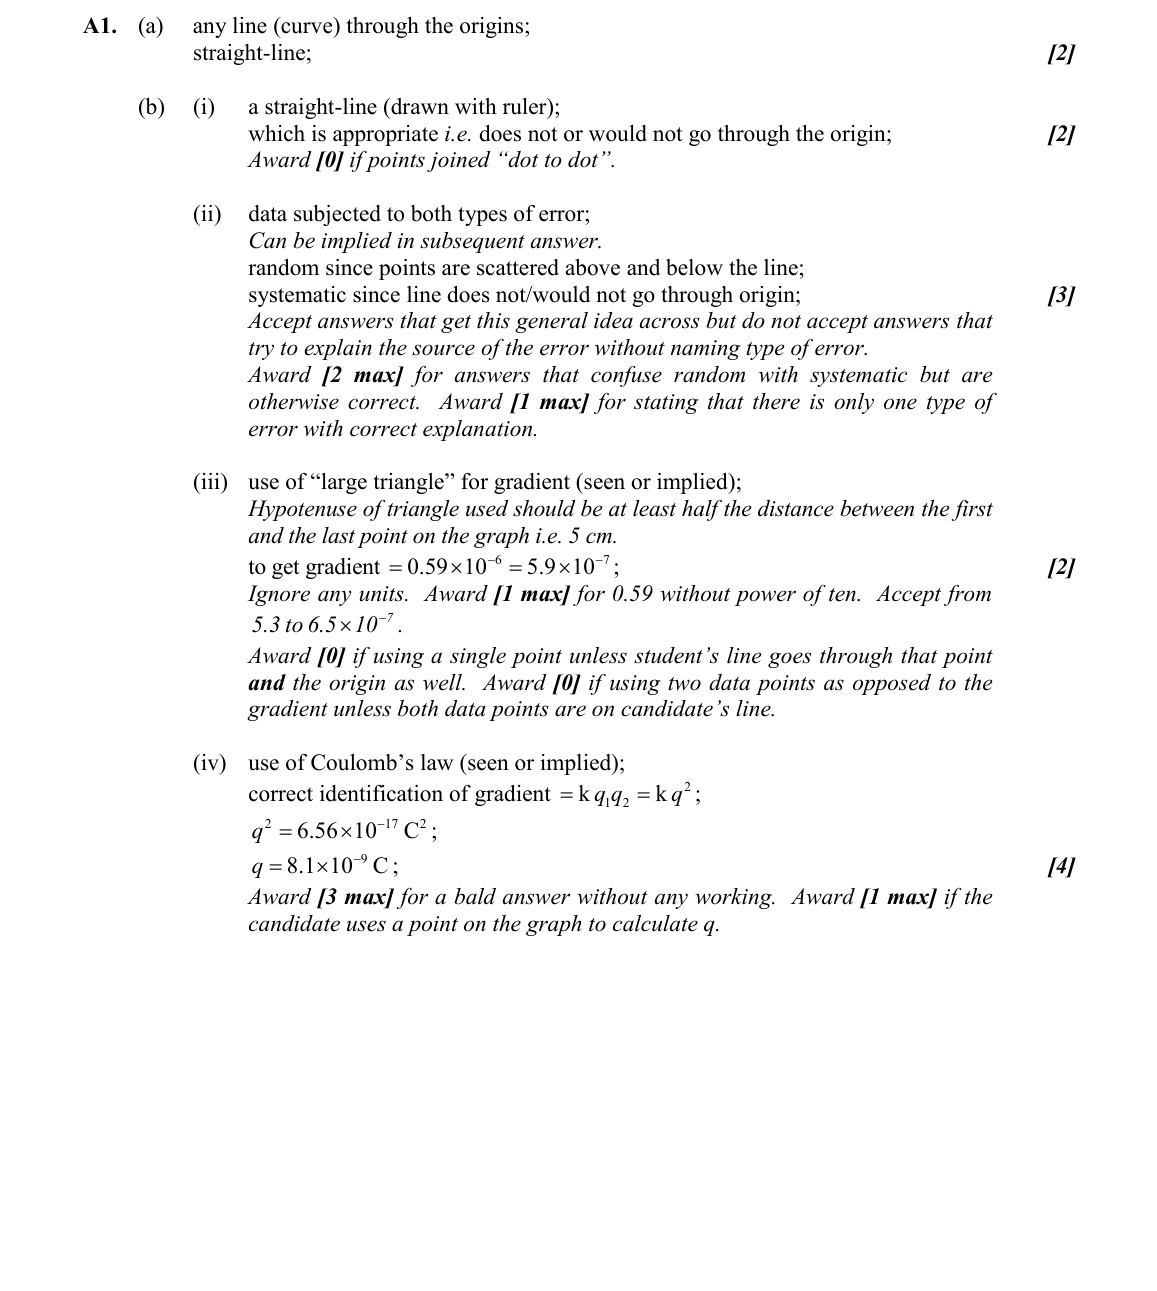 A1. (a) any line (curve) through the origins;
straight-line; [2]
(b) (i) a straight-line (drawn with ruler);
which is appropriate i.e. does not or would not go through the origin; [2]
Award [0] if points joined “dot to dot”.
(ii) data subjected to both types of error;
Can be implied in subsequent answer.
random since points are scattered above and below the line;
systematic since line does not/would not go through origin; [3]
Accept answers that get this general idea across but do not accept answers that
try to explain the source of the error without naming type of error.
Award [2 max] for answers that confuse random with systematic but are
otherwise correct. Award [1 max] for stating that there is only one type of
error with correct explanation.
(iii) use of “large triangle” for gradient (seen or implied);
Hypotenuse of triangle used should be at least half the distance between the first
and the last point on the graph i.e. 5 cm.
to get gradient = 0.59×10⁻⁶ = 5.9×10⁻⁷; [2]
Ignore any units. Award [1 max] for 0.59 without power of ten. Accept from
5.3 to 6.5×10⁻⁷.
Award [0] if using a single point unless student’s line goes through that point
and the origin as well. Award [0] if using two data points as opposed to the
gradient unless both data points are on candidate’s line.
(iv) use of Coulomb’s law (seen or implied);
correct identification of gradient = k q₁q₂ = k q²;
q² = 6.56×10⁻¹⁷ C²;
q = 8.1×10⁻⁹ C; [4]
Award [3 max] for a bald answer without any working. Award [1 max] if the
candidate uses a point on the graph to calculate q.